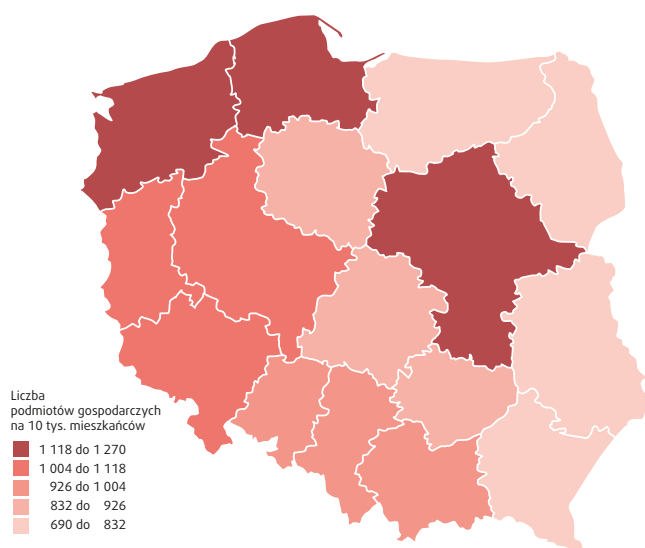 Liczba
podmiotów gospodarczych
na 10 tys. mieszkańców
1 118 do 1 270
1 004 do 1 118
926 do 1 004
832 do 926
690 do 832